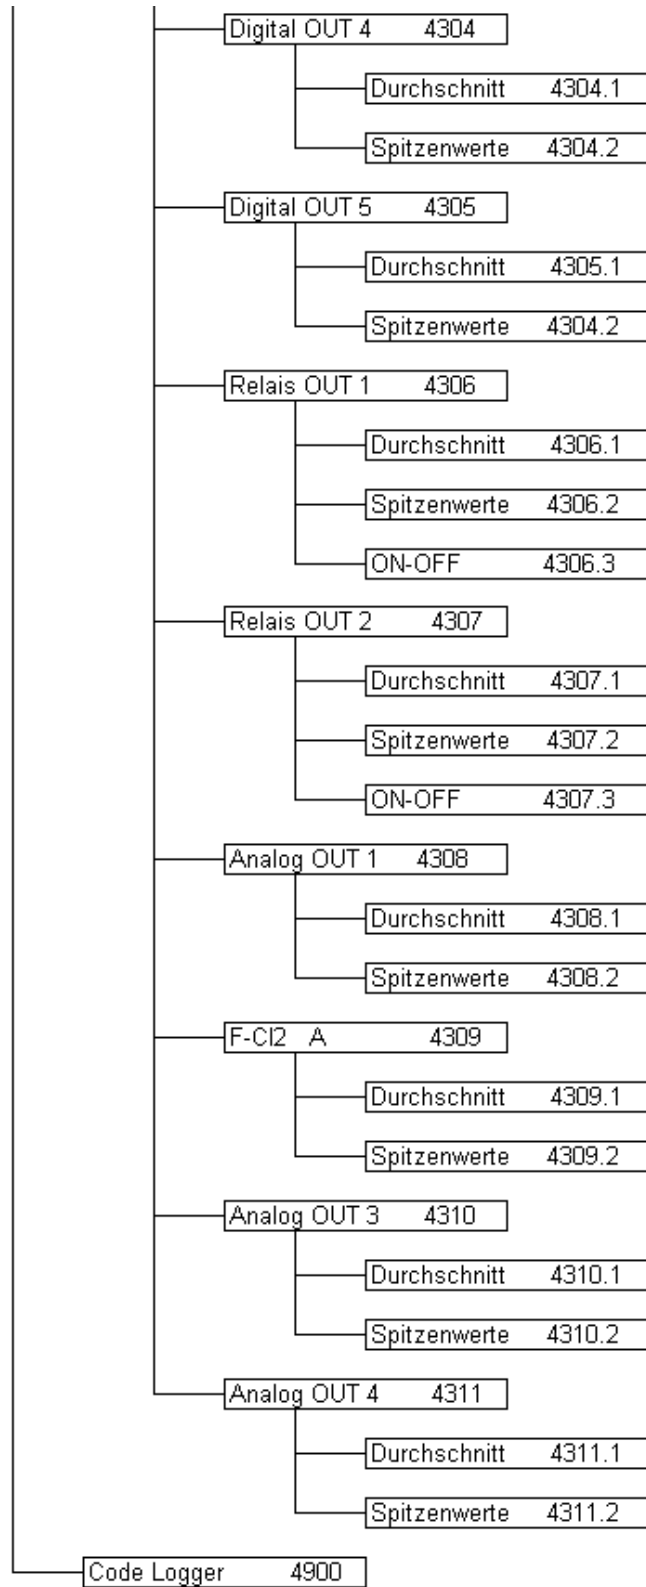 Digital OUT 4 4304
Durchschnitt 4304.1
Spitzenwerte 4304.2
Digital OUT 5 4305
Durchschnitt 4305.1
Spitzenwerte 4304.2
Relais OUT 1 4306
Durchschnitt 4306.1
Spitzenwerte 4306.2
ON-OFF 4306.3
Relais OUT 2 4307
Durchschnitt 4307.1
Spitzenwerte 4307.2
ON-OFF 4307.3
Analog OUT 1 4308
Durchschnitt 4308.1
Spitzenwerte 4308.2
F-Cl2 A 4309
Durchschnitt 4309.1
Spitzenwerte 4309.2
Analog OUT 3 4310
Durchschnitt 4310.1
Spitzenwerte 4310.2
Analog OUT 4 4311
Durchschnitt 4311.1
Spitzenwerte 4311.2
Code Logger 4900